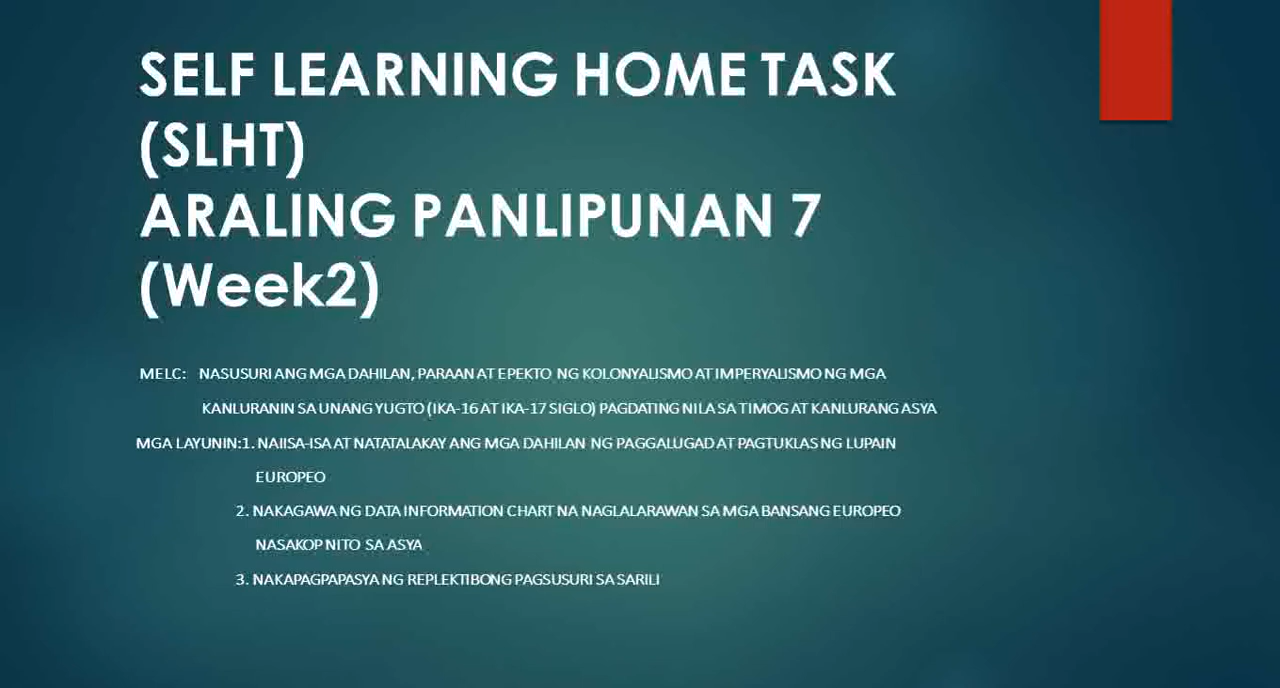 SELF LEARNING HOME TASK
(SLHT)
ARALING PANLIPUNAN 7
(Week2)
MELC: NASUSURI ANG MGA DAHILAN, PARAAN AT EPEKTO NG KOLONYALISMO AT IMPERYALISMO NG MGA
KANLURANIN SA UNANG YUGTO (IKA-16 AT IKA-17 SIGLO) PAGDATING NILA SA TIMOG AT KANLURANG ASYA
MGA LAYUNIN:1. NAIISA-ISA AT NATATALAKAY ANG MGA DAHILAN NG PAGGALUGAD AT PAGTUKLAS NG LUPAIN
EUROPEO
2. NAKAGAWA NG DATA INFORMATION CHART NA NAGLALARAWAN SA MGA BANSANG EUROPEO
NASAKOP NITO SA ASYA
3. NAKAPAGPAPASYA NG REPLEKTIBONG PAGSUSURI SA SARILI